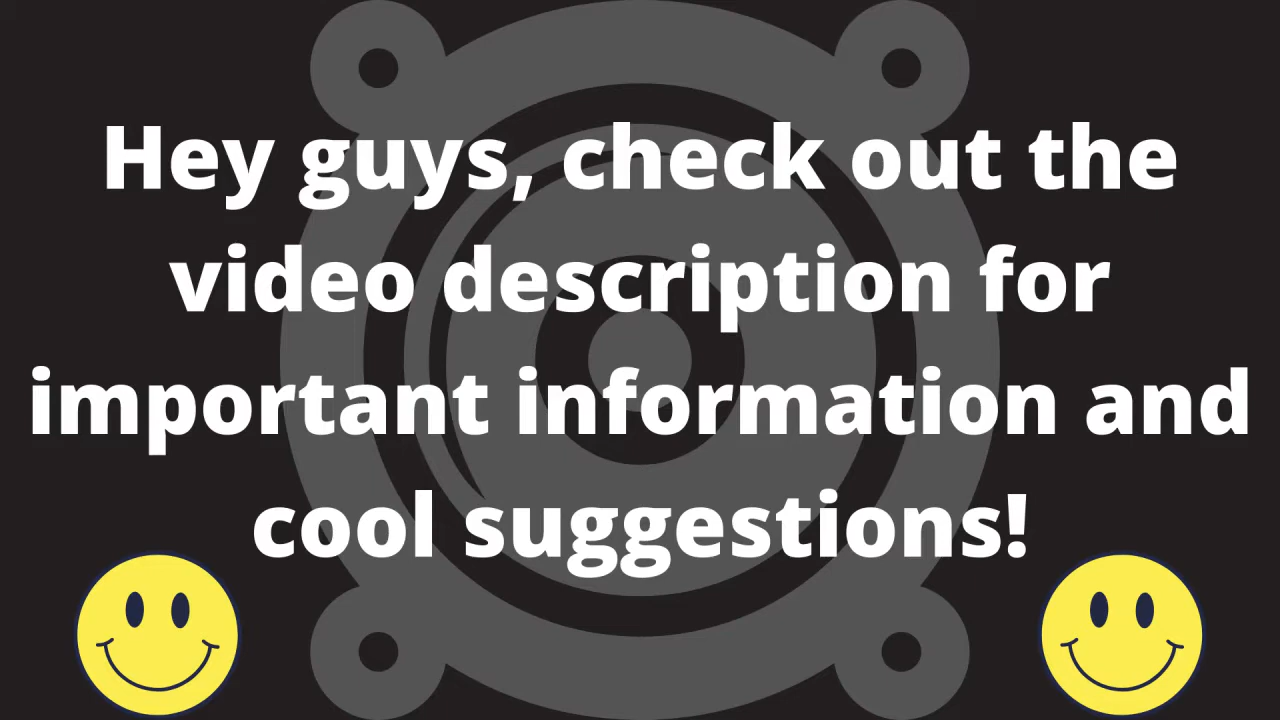 Hey guys, check out the
video description for
important information and
cool suggestions!